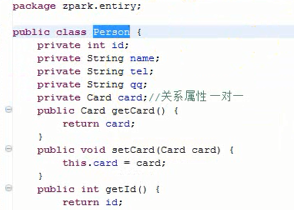 package zpark.entiry;
public class Person {
private int id;
private String name;
private String tel;
private String qq;
private Card card;//关系属性 一对一
public Card getCard() {
return card;
}
public void setCard(Card card) {
this.card = card;
}
public int getId() {
return id;